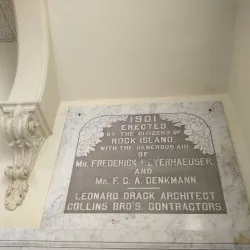 1901
ERECTED
BY THE CITIZENS OF
ROCK ISLAND,
WITH THE GENEROUS AID
OF
MR. FREDERICK WEYERHAEUSER,
AND
MR. F. C. A. DENKMANN
LEONARD DRACK ARCHITECT,
COLLINS BRO'S. CONTRACTORS.